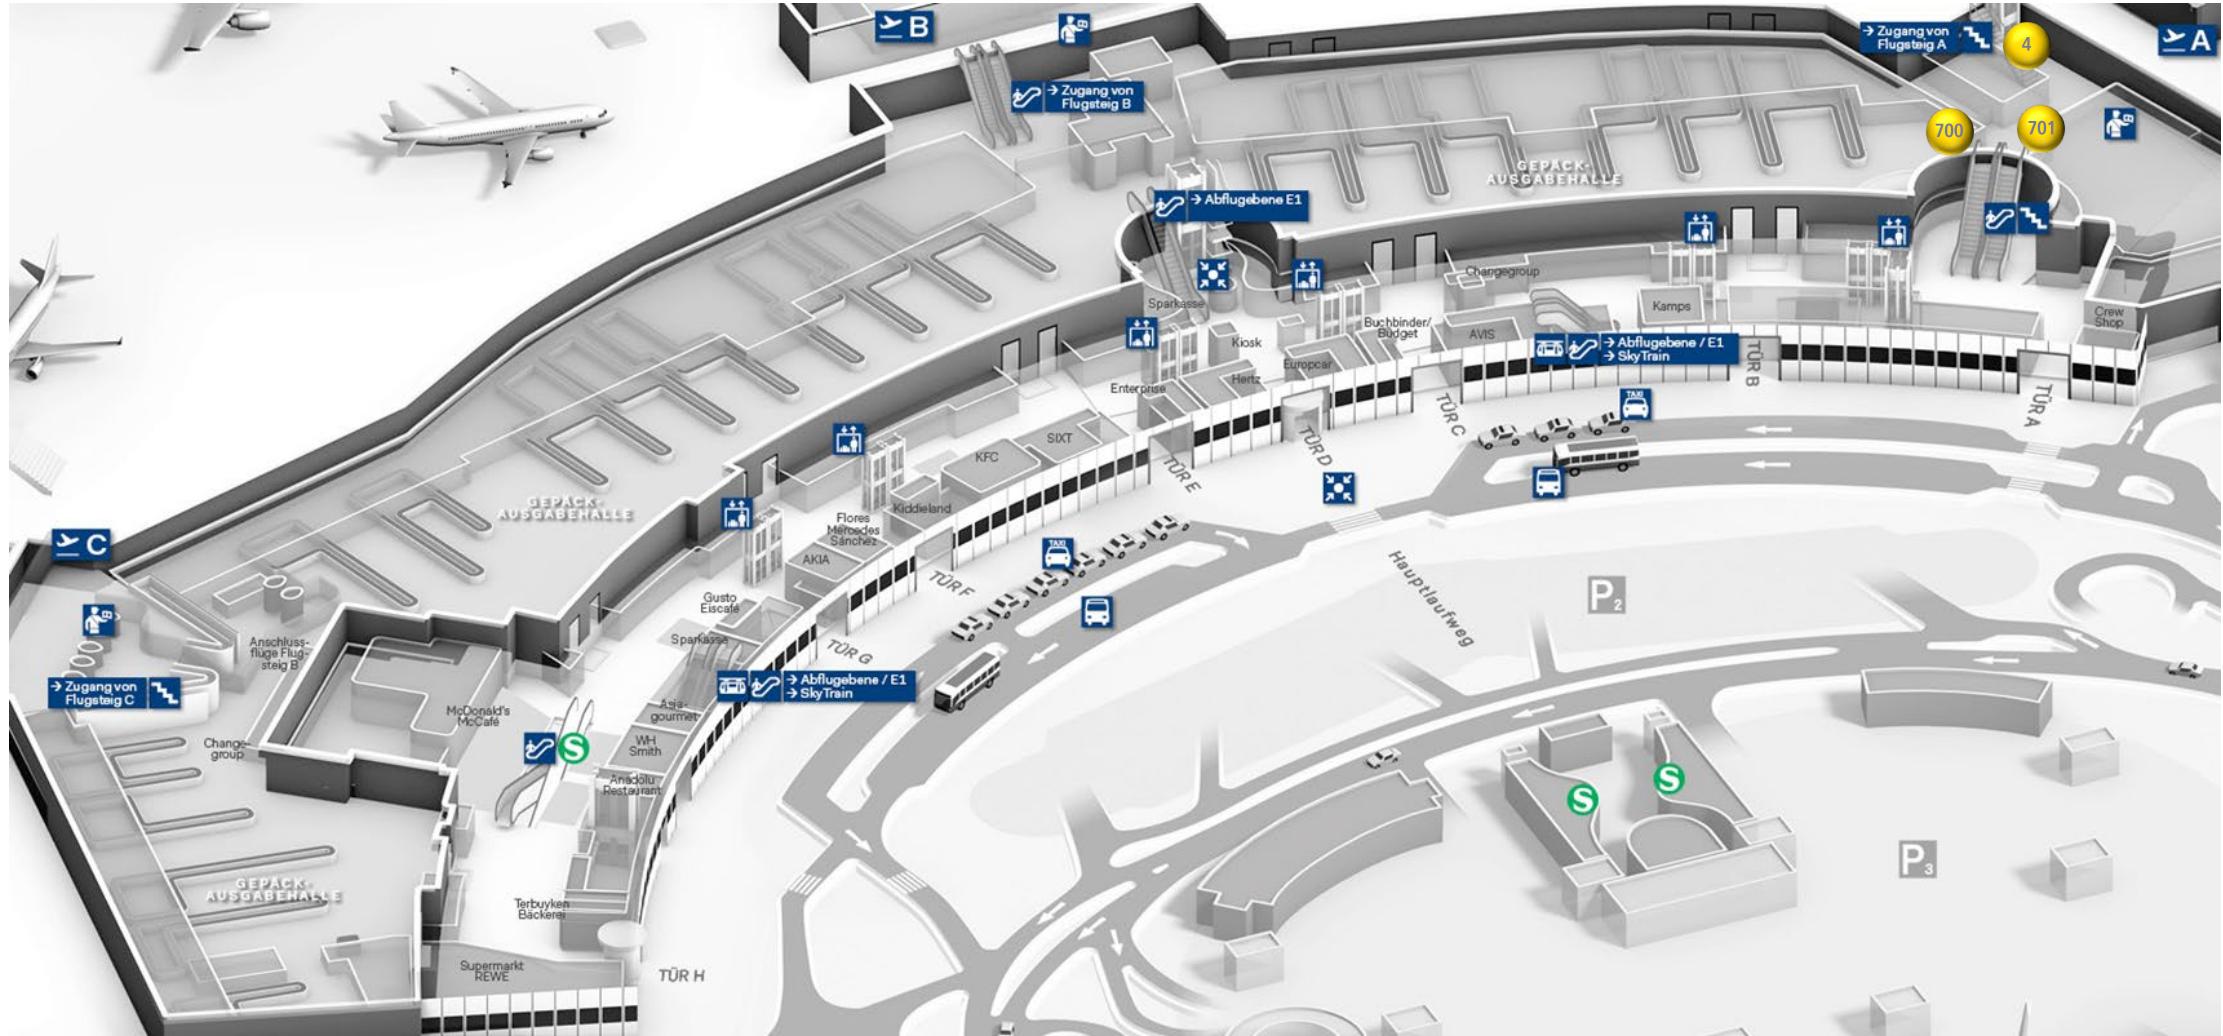 B
→ Zugang von
Flugsteig A
4
A
→ Zugang von
Flugsteig B
700
701
GEPÄCK-
AUSGABEHALLE
→ Abflugebene E1
Changegroup
Sparkasse
Kamps
Crew
Shop
Buchbinder/
Budget
AVIS
Kiosk
→ Abflugebene / E1
→ SkyTrain
Europcar
Hertz
Enterprise
TÜR B
TÜR A
TÜR C
TAXI
SIXT
KFC
TÜR D
TÜR E
GEPÄCK-
AUSGABEHALLE
Kiddieland
Flores
Mercedes
Sánchez
C
AKIA
TAXI
TÜR F
Hauptlaufweg
P2
Gusto
Eiscafé
Sparkasse
TÜR G
Anschluss-
flüge Flug-
steig B
→ Zugang von
Flugsteig C
→ Abflugebene / E1
→ SkyTrain
McDonald's
McCafé
Asia-
gourmet
Change-
group
WH
Smith
S
Anadolu
Restaurant
S
S
P3
GEPÄCK-
AUSGABEHALLE
Terbuyken
Bäckerei
Supermarkt
REWE
TÜR H